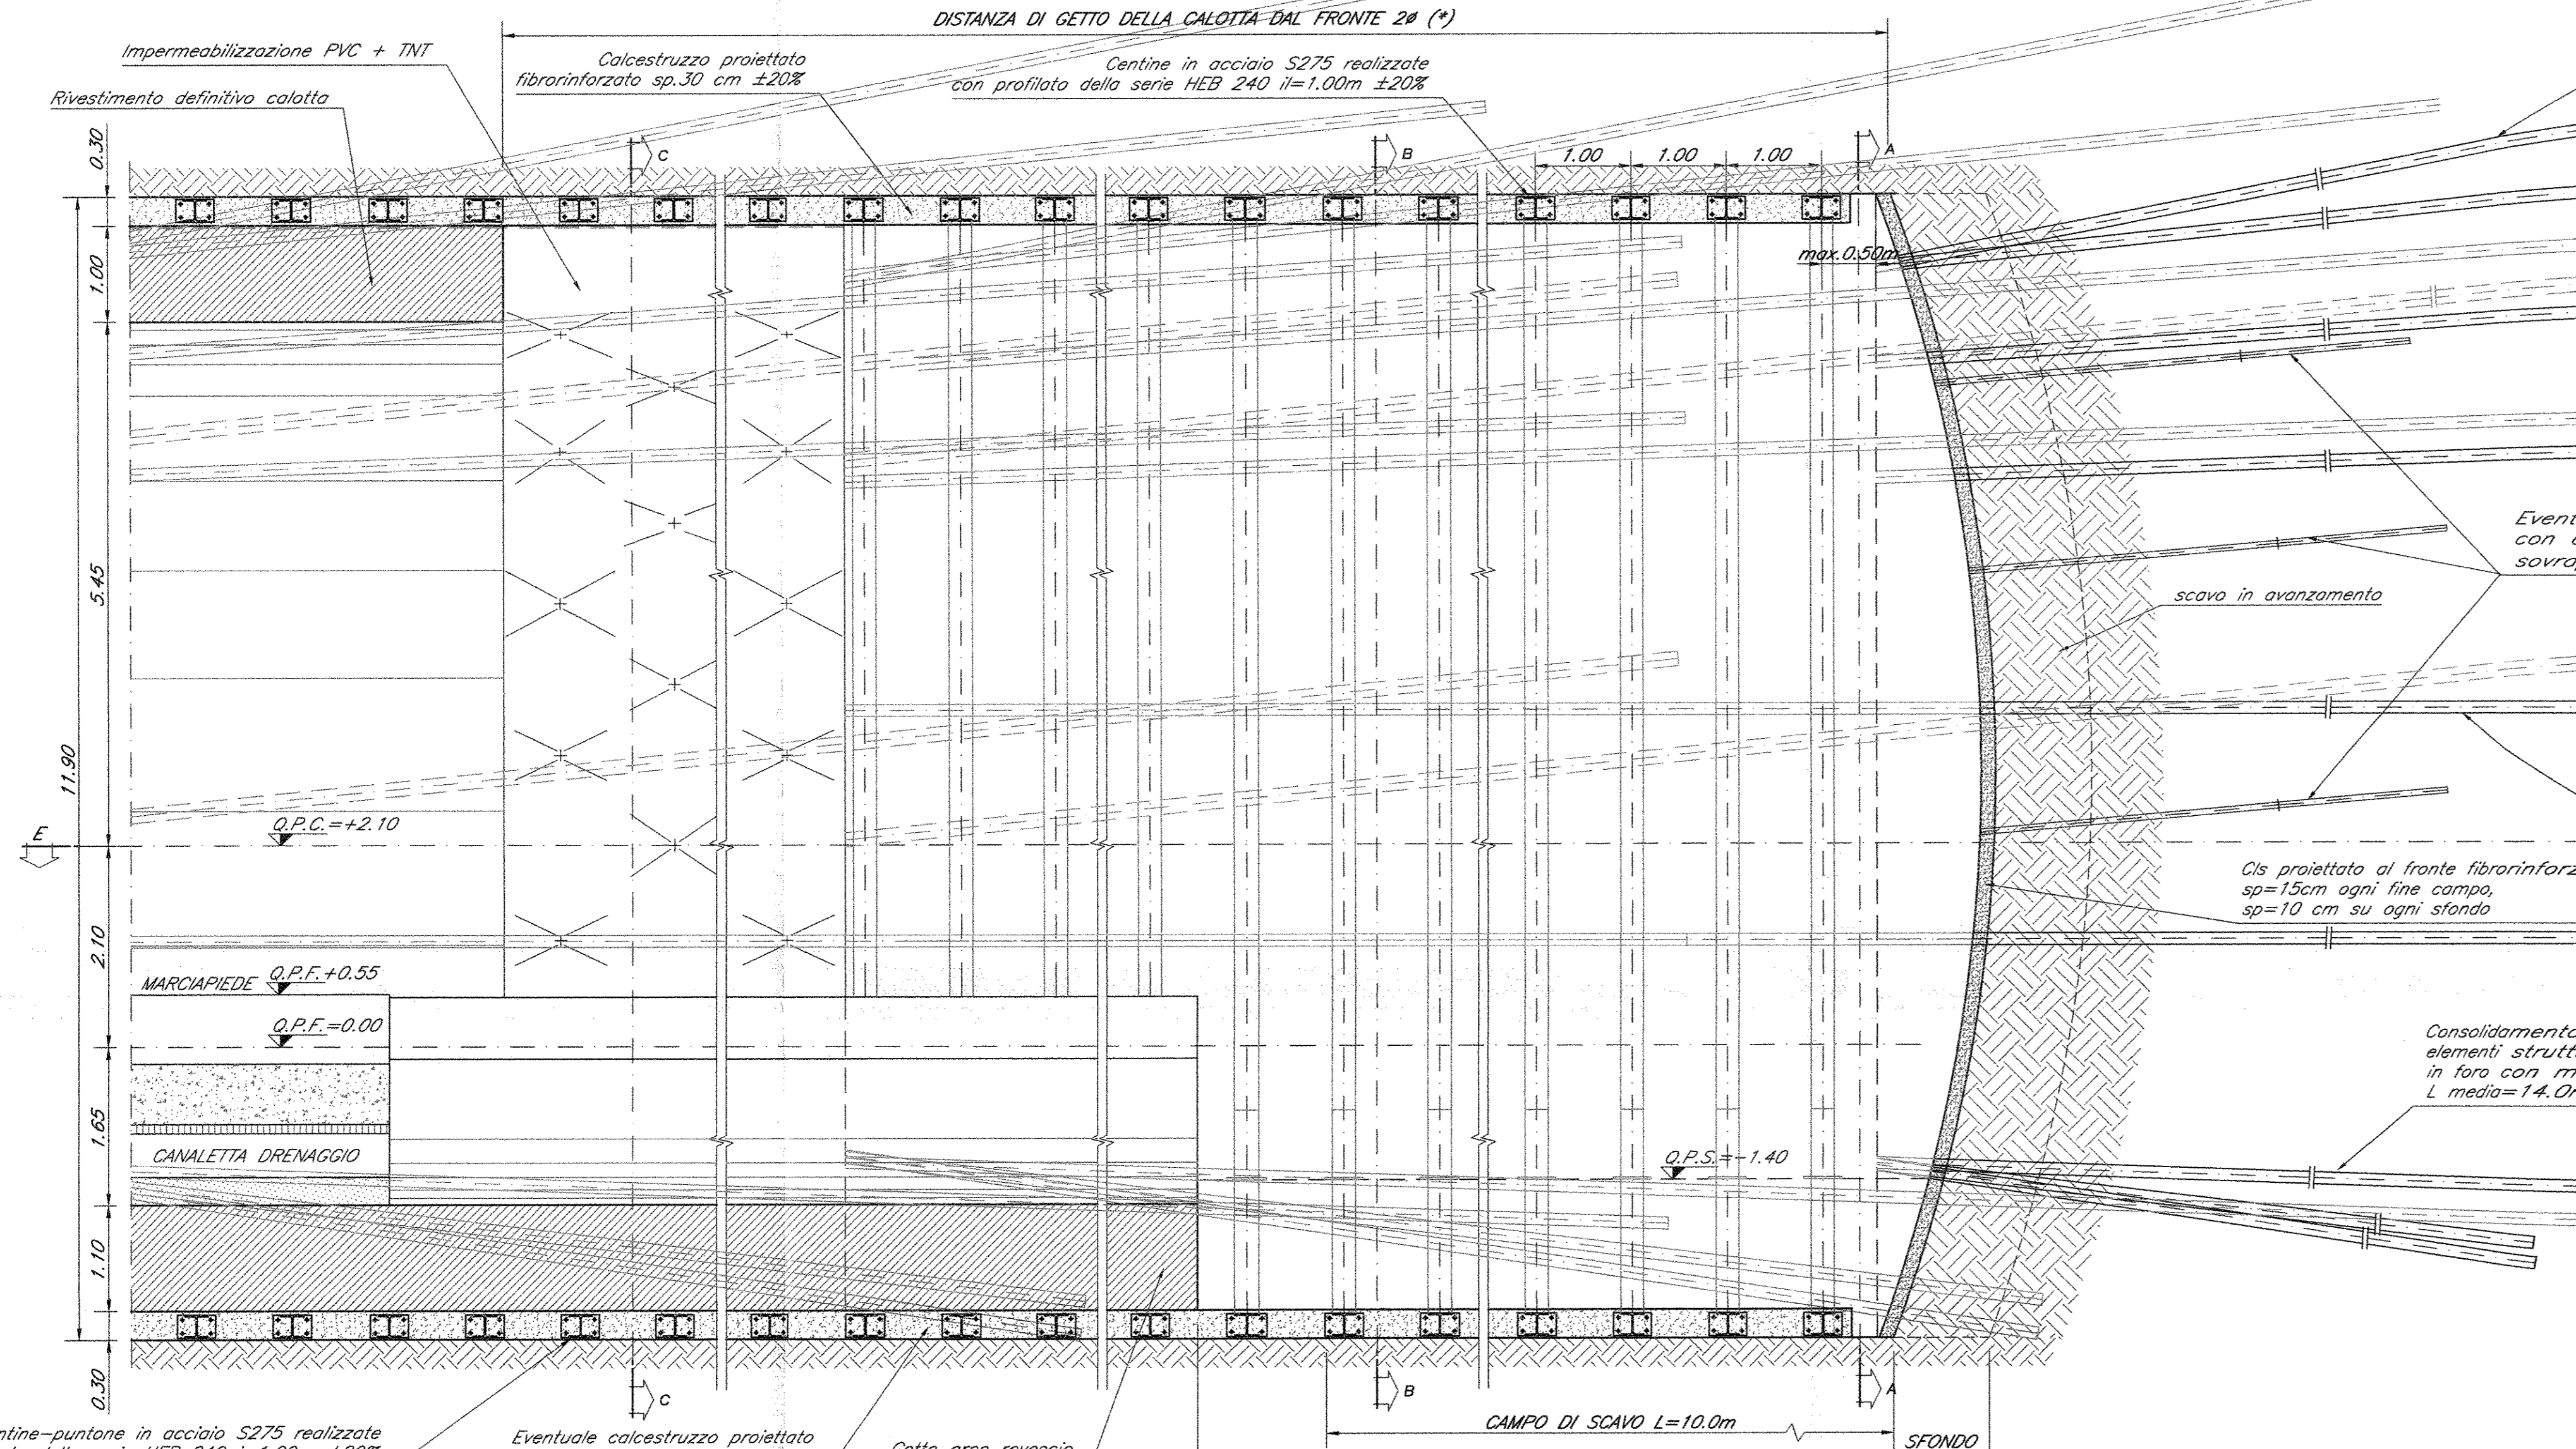 DISTANZA DI GETTO DELLA CALOTTA DAL FRONTE 2ø (*)
Impermeabilizzazione PVC + TNT
Calcestruzzo proiettato
fibrorinforzato sp.30 cm ±20%
Centine in acciaio S275 realizzate
con profilato della serie HEB 240 i/=1.00m ±20%
Rivestimento definitivo calotta
0.30
C
B
A
1.00
1.00
1.00
max.0.50m
1.00
5.45
11.90
Event
con
sovra
scavo in avanzamento
Q.P.C.=+2.10
E
Cls proiettato al fronte fibrorinforz
sp=15cm ogni fine campo,
sp=10 cm su ogni sfondo
2.10
MARCIAPIEDE
Q.P.F.+0.55
Q.P.F.=0.00
Consolidamento
elementi strutt
in foro con m
L media=14.0
1.65
CANALETTA DRENAGGIO
Q.P.S.=-1.40
1.10
0.30
C
B
A
CAMPO DI SCAVO L=10.0m
SFONDO
ntine-puntone in acciaio S275 realizzate
Eventuale calcestruzzo proiettato